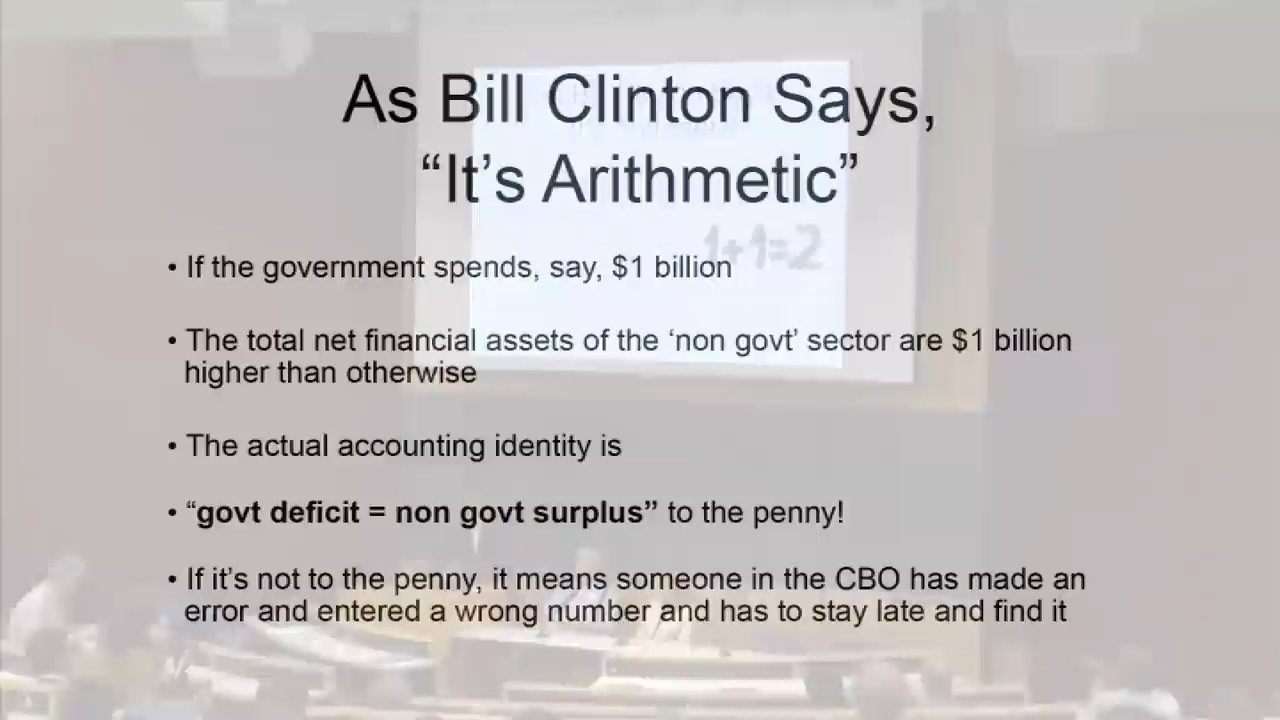 As Bill Clinton Says,
“It’s Arithmetic”
1+1=2
• If the government spends, say, $1 billion
• The total net financial assets of the ‘non govt’ sector are $1 billion
higher than otherwise
• The actual accounting identity is
• “govt deficit = non govt surplus” to the penny!
• If it’s not to the penny, it means someone in the CBO has made an
error and entered a wrong number and has to stay late and find it